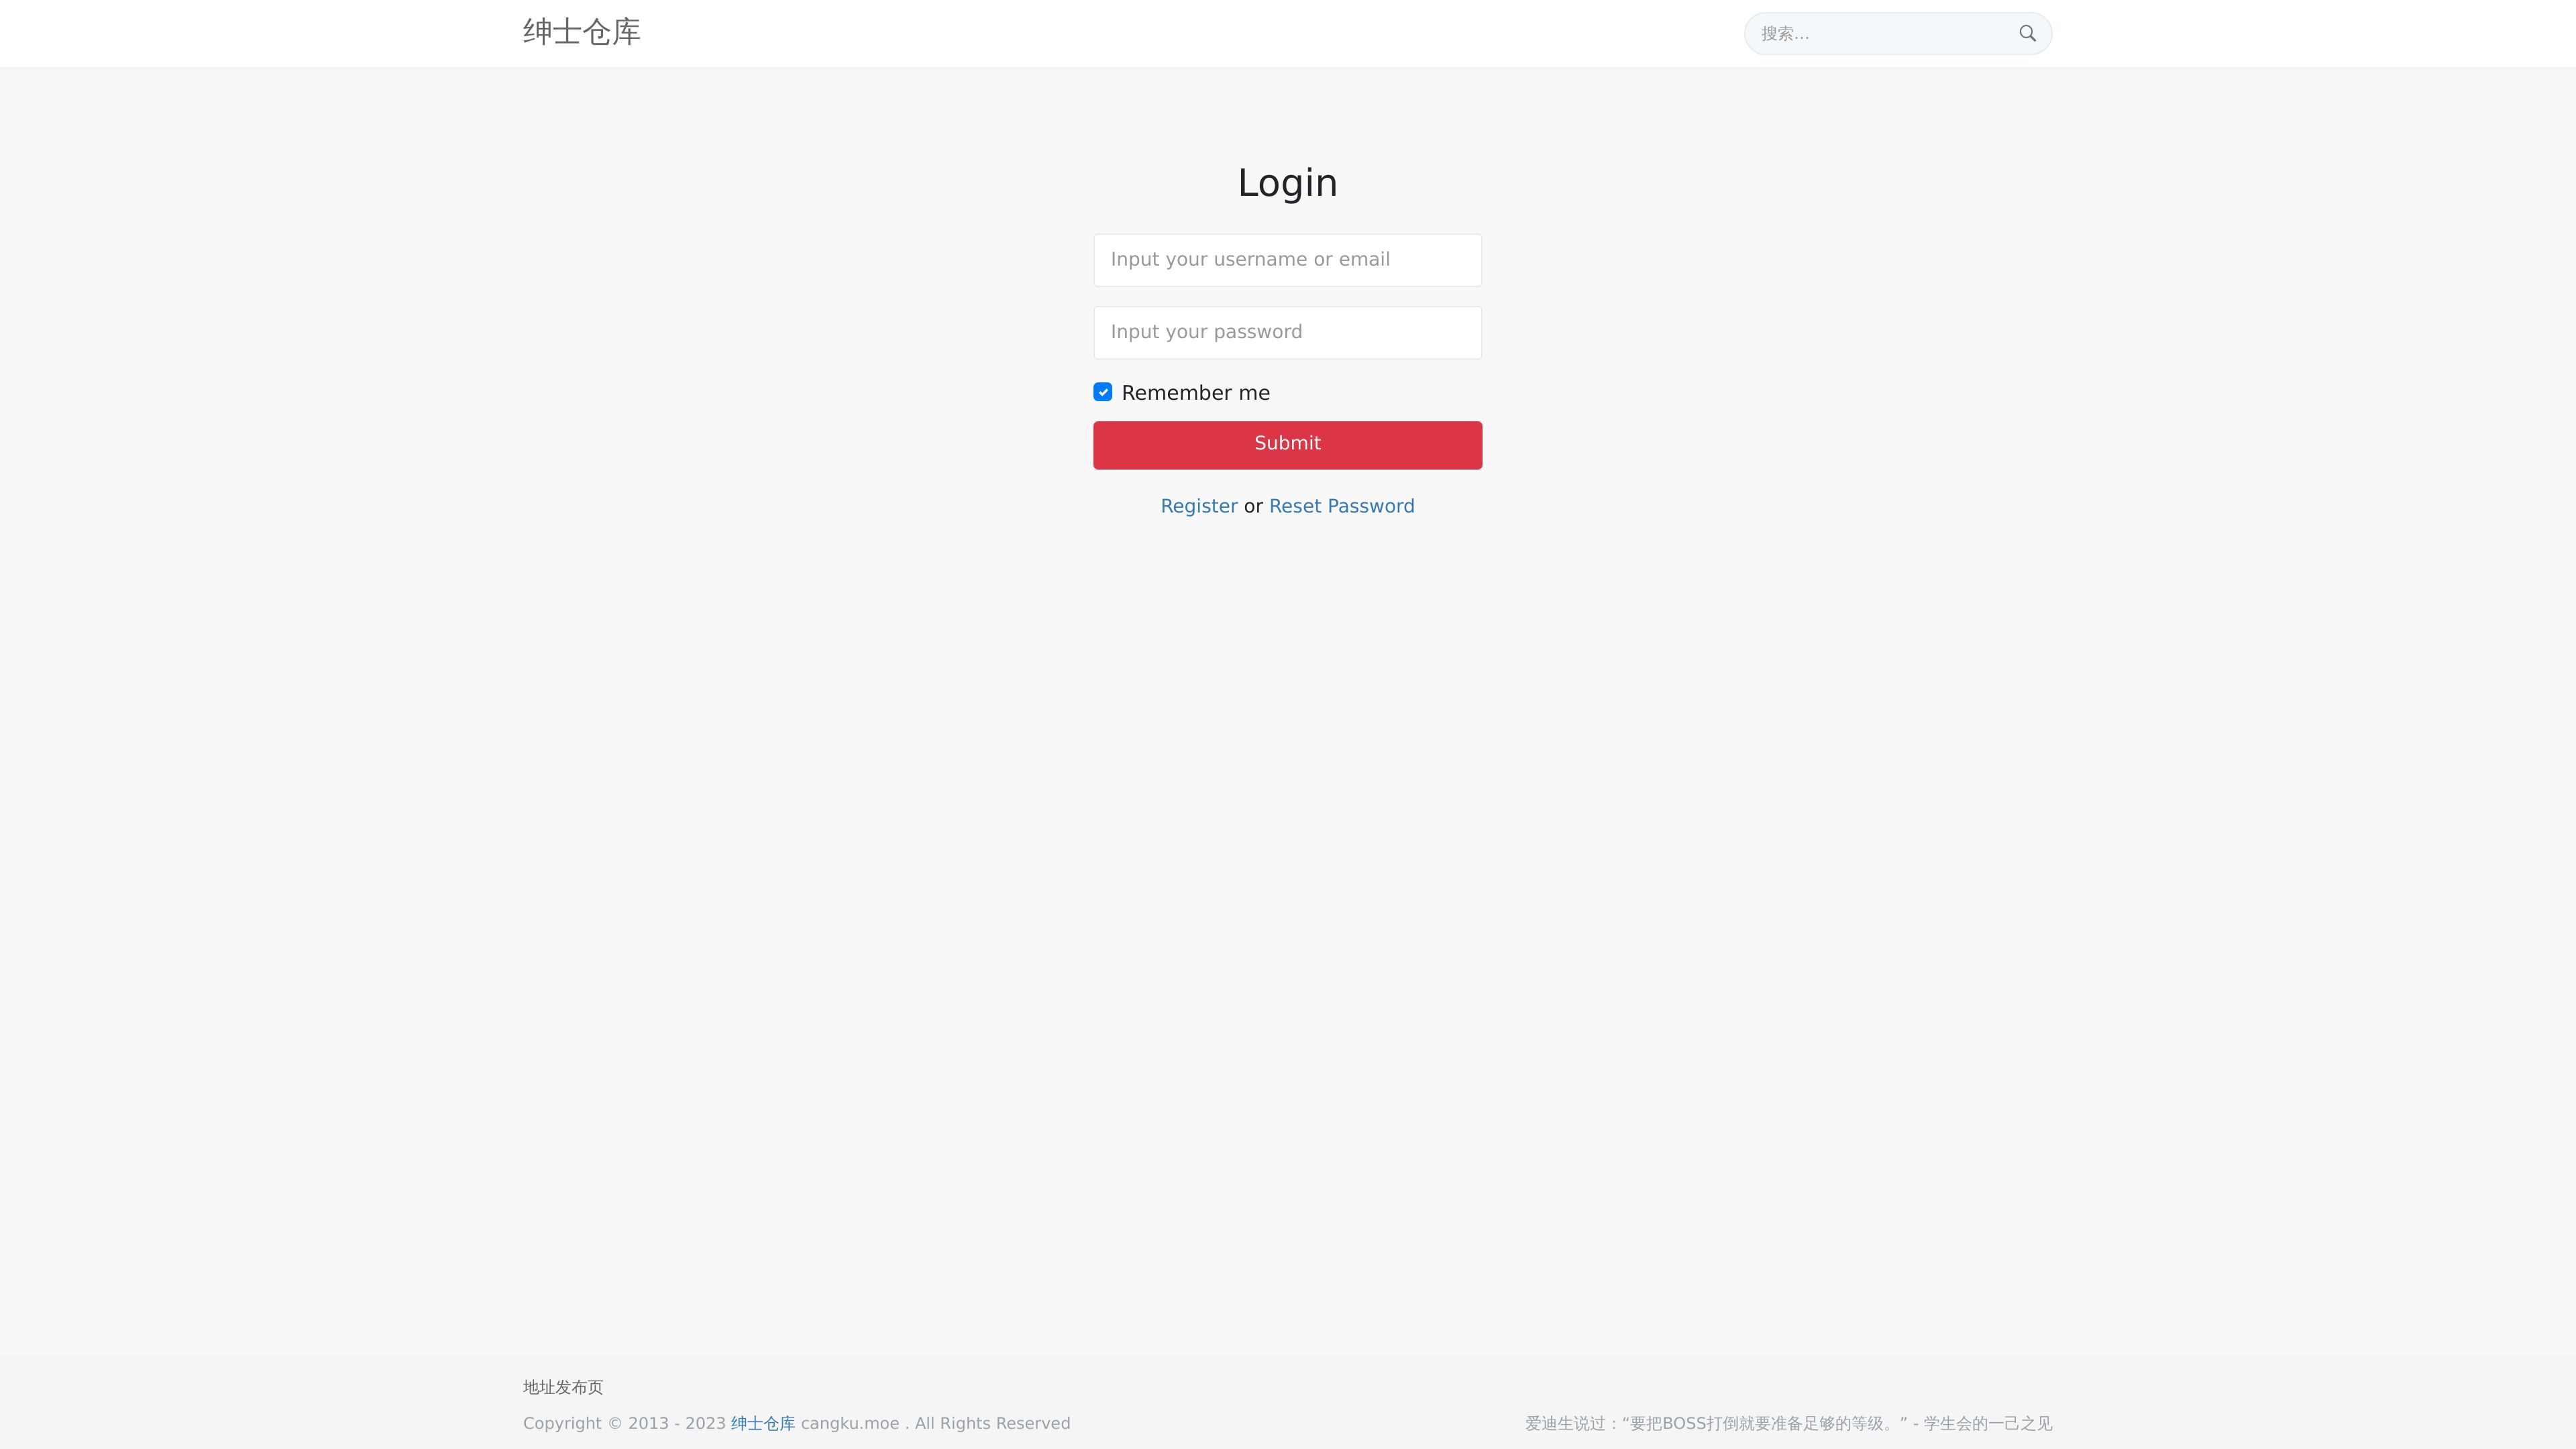 绅士仓库
搜索...
Login
Input your username or email
Input your password
Remember me
Submit
Register or Reset Password
地址发布页
Copyright © 2013 - 2023 绅士仓库 cangku.moe . All Rights Reserved
爱迪生说过：“要把BOSS打倒就要准备足够的等级。” - 学生会的一己之见